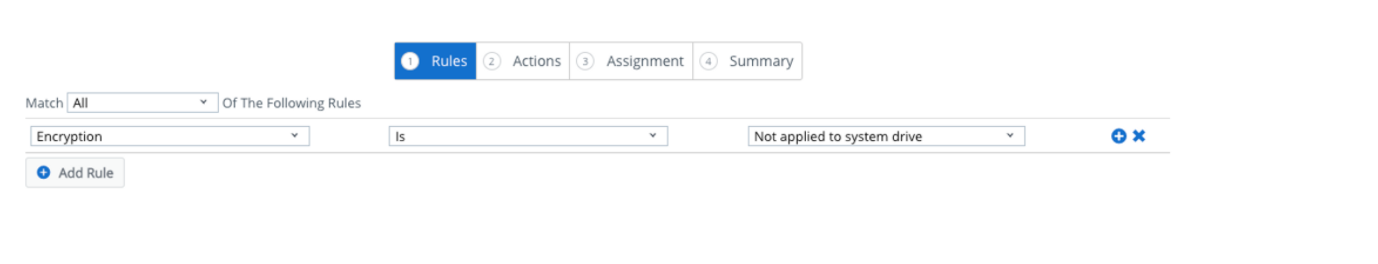 1 Rules 2 Actions 3 Assignment 4 Summary
Match All Of The Following Rules
Encryption Is Not applied to system drive
Add Rule